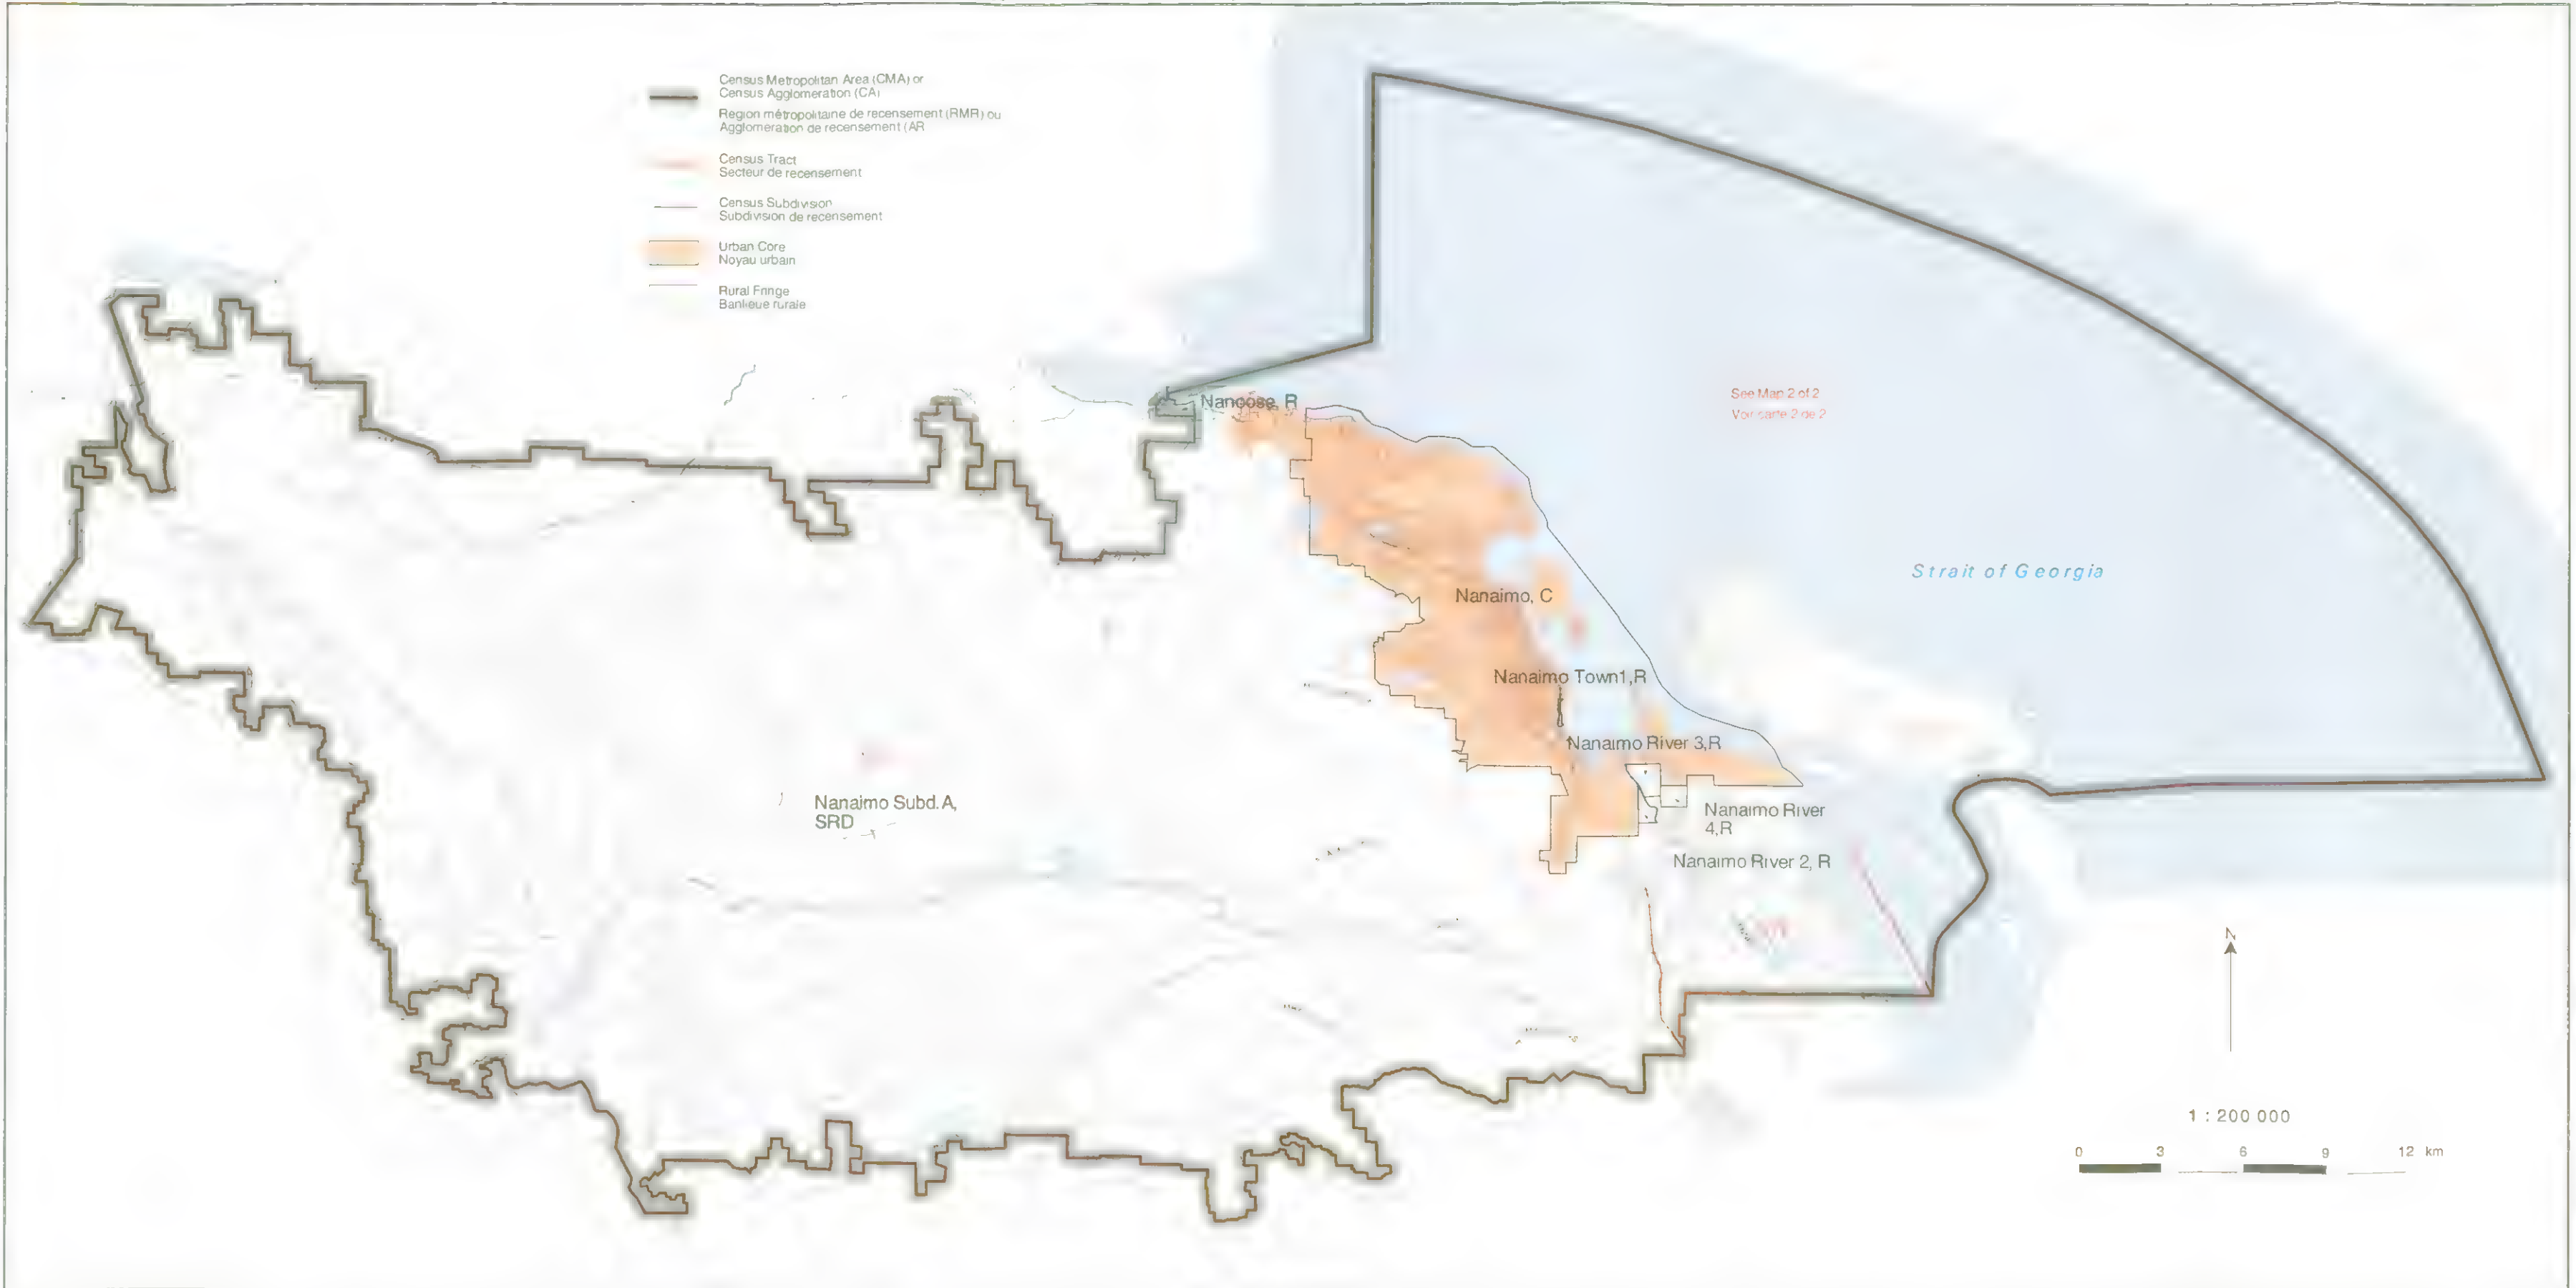 Census Metropolitan Area (CMA) or
Census Agglomeration (CA)
Region métropolitaine de recensement (RMR) ou
Agglomeration de recensement (AR
Census Tract
Secteur de recensement
Census Subdivision
Subdivision de recensement
Urban Core
Noyau urbain
Rural Fringe
Banlieue rurale
See Map 2 of 2
Voir carte 2 de 2
Nanoose, R
Strait of Georgia
Nanaimo, C
Nanaimo Town1,R
Nanaimo River 3,R
Nanaimo Subd. A,
SRD
Nanaimo River
4,R
Nanaimo River 2, R
N
1 : 200 000
0 3 6 9 12 km